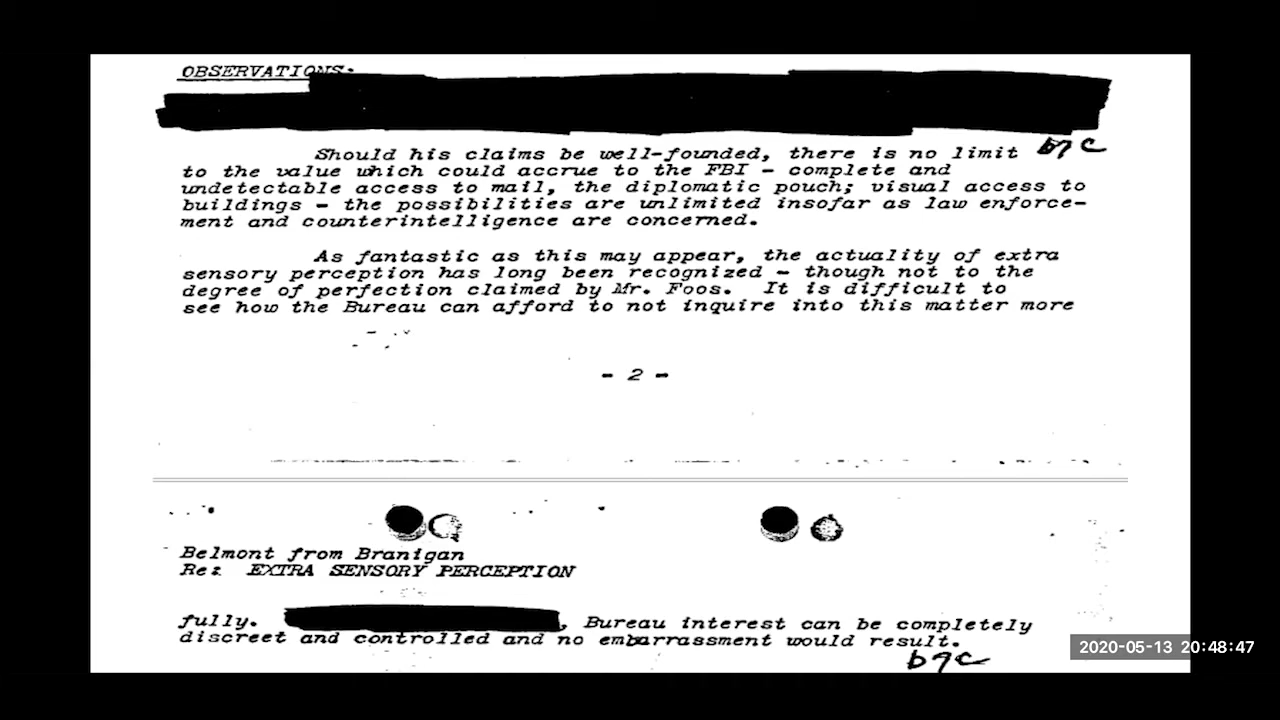 OBSERVATIONS:
b7C
Should his claims be well-founded, there is no limit
to the value which could accrue to the FBI - complete and
undetectable access to mail, the diplomatic pouch; visual access to
buildings - the possibilities are unlimited insofar as law enforce-
ment and counterintelligence are concerned.
As fantastic as this may appear, the actuality of extra
sensory perception has long been recognized - though not to the
degree of perfection claimed by Mr. Foos. It is difficult to
see how the Bureau can afford to not inquire into this matter more
- 2 -
Belmont from Branigan
Re: EXTRA SENSORY PERCEPTION
fully. , Bureau interest can be completely
discreet and controlled and no embarrassment would result.
b7C
2020-05-13 20:48:47